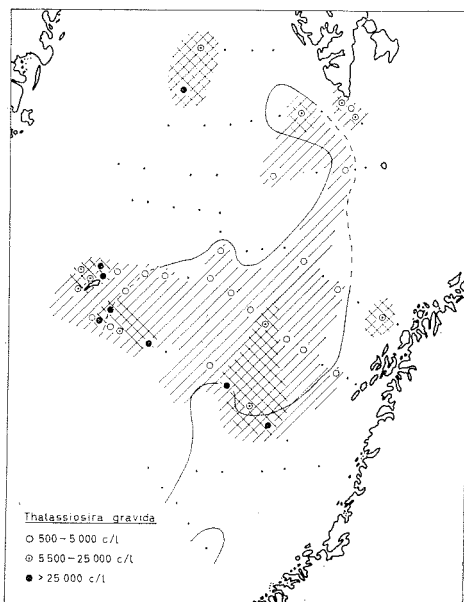 Thalassiosira gravida
500–5 000 c/l
5 500–25 000 c/l
> 25 000 c/l